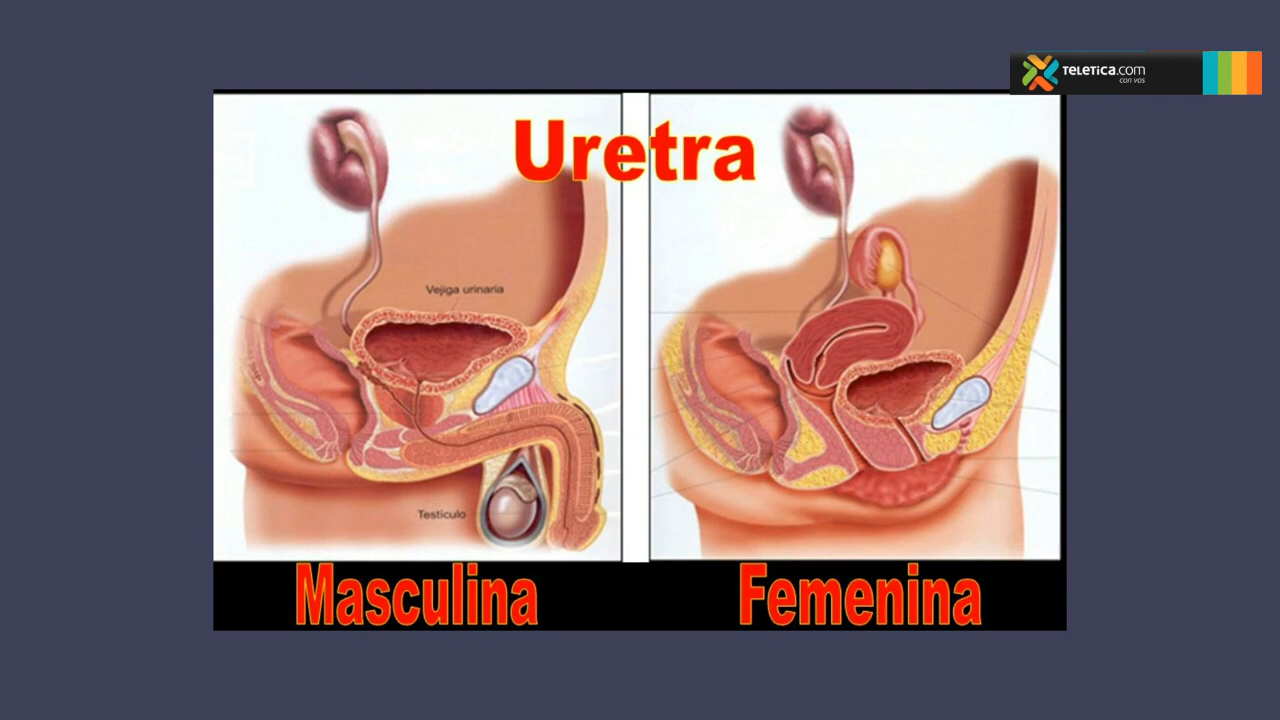 TELETICA.COM
con vos
Uretra
Vejiga urinaria
Testículo
Masculina
Femenina